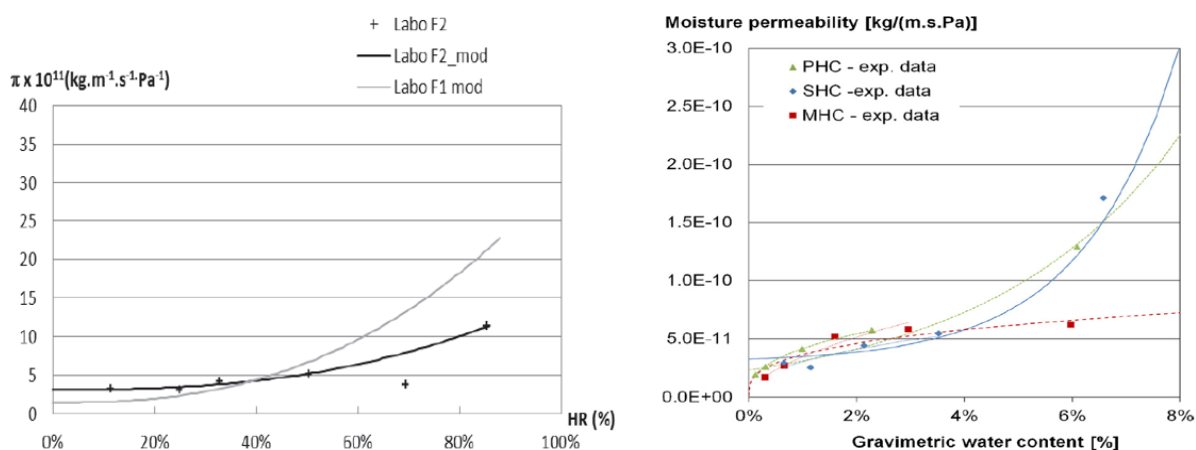 Labo F2
Labo F2_mod
Labo F1 mod
π x 10¹¹(kg.m⁻¹.s⁻¹·Pa⁻¹)
40
35
30
25
20
15
10
5
0
0% 20% 40% 60% 80% 100%
HR (%)
Moisture permeability [kg/(m.s.Pa)]
3.0E-10
2.5E-10
2.0E-10
1.5E-10
1.0E-10
5.0E-11
0.0E+00
PHC - exp. data
SHC -exp. data
MHC - exp. data
0% 2% 4% 6% 8%
Gravimetric water content [%]